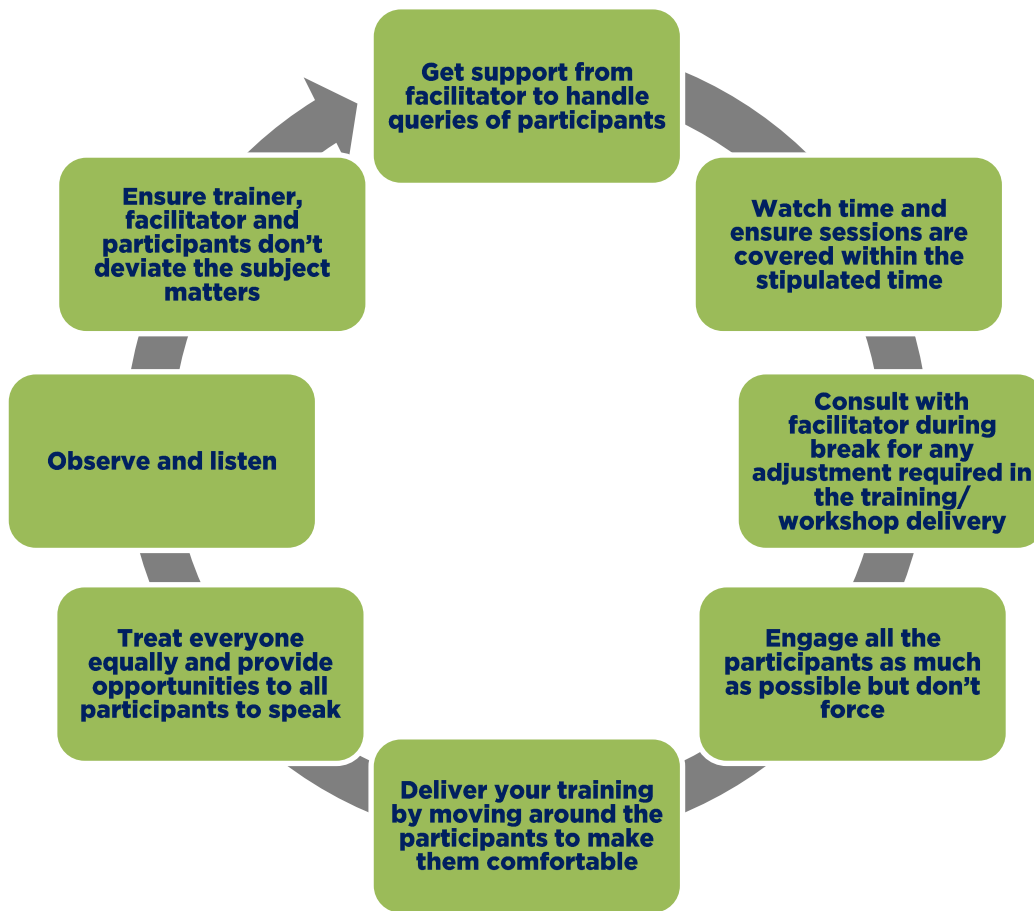 Get support from
facilitator to handle
queries of participants
Watch time and
ensure sessions are
covered within the
stipulated time
Consult with
facilitator during
break for any
adjustment required in
the training/
workshop delivery
Engage all the
participants as much
as possible but don’t
force
Deliver your training
by moving around the
participants to make
them comfortable
Treat everyone
equally and provide
opportunities to all
participants to speak
Observe and listen
Ensure trainer,
facilitator and
participants don’t
deviate the subject
matters